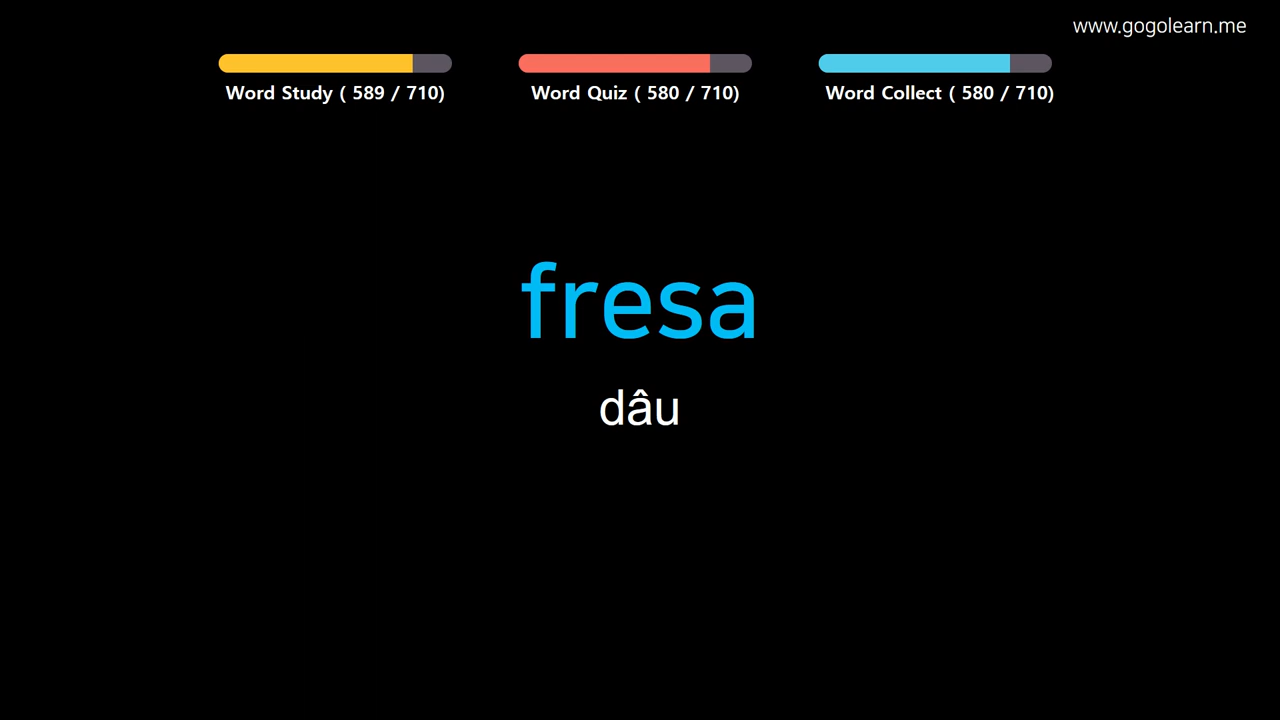 www.gogolearn.me
Word Study ( 589 / 710)
Word Quiz ( 580 / 710)
Word Collect ( 580 / 710)
fresa
dâu